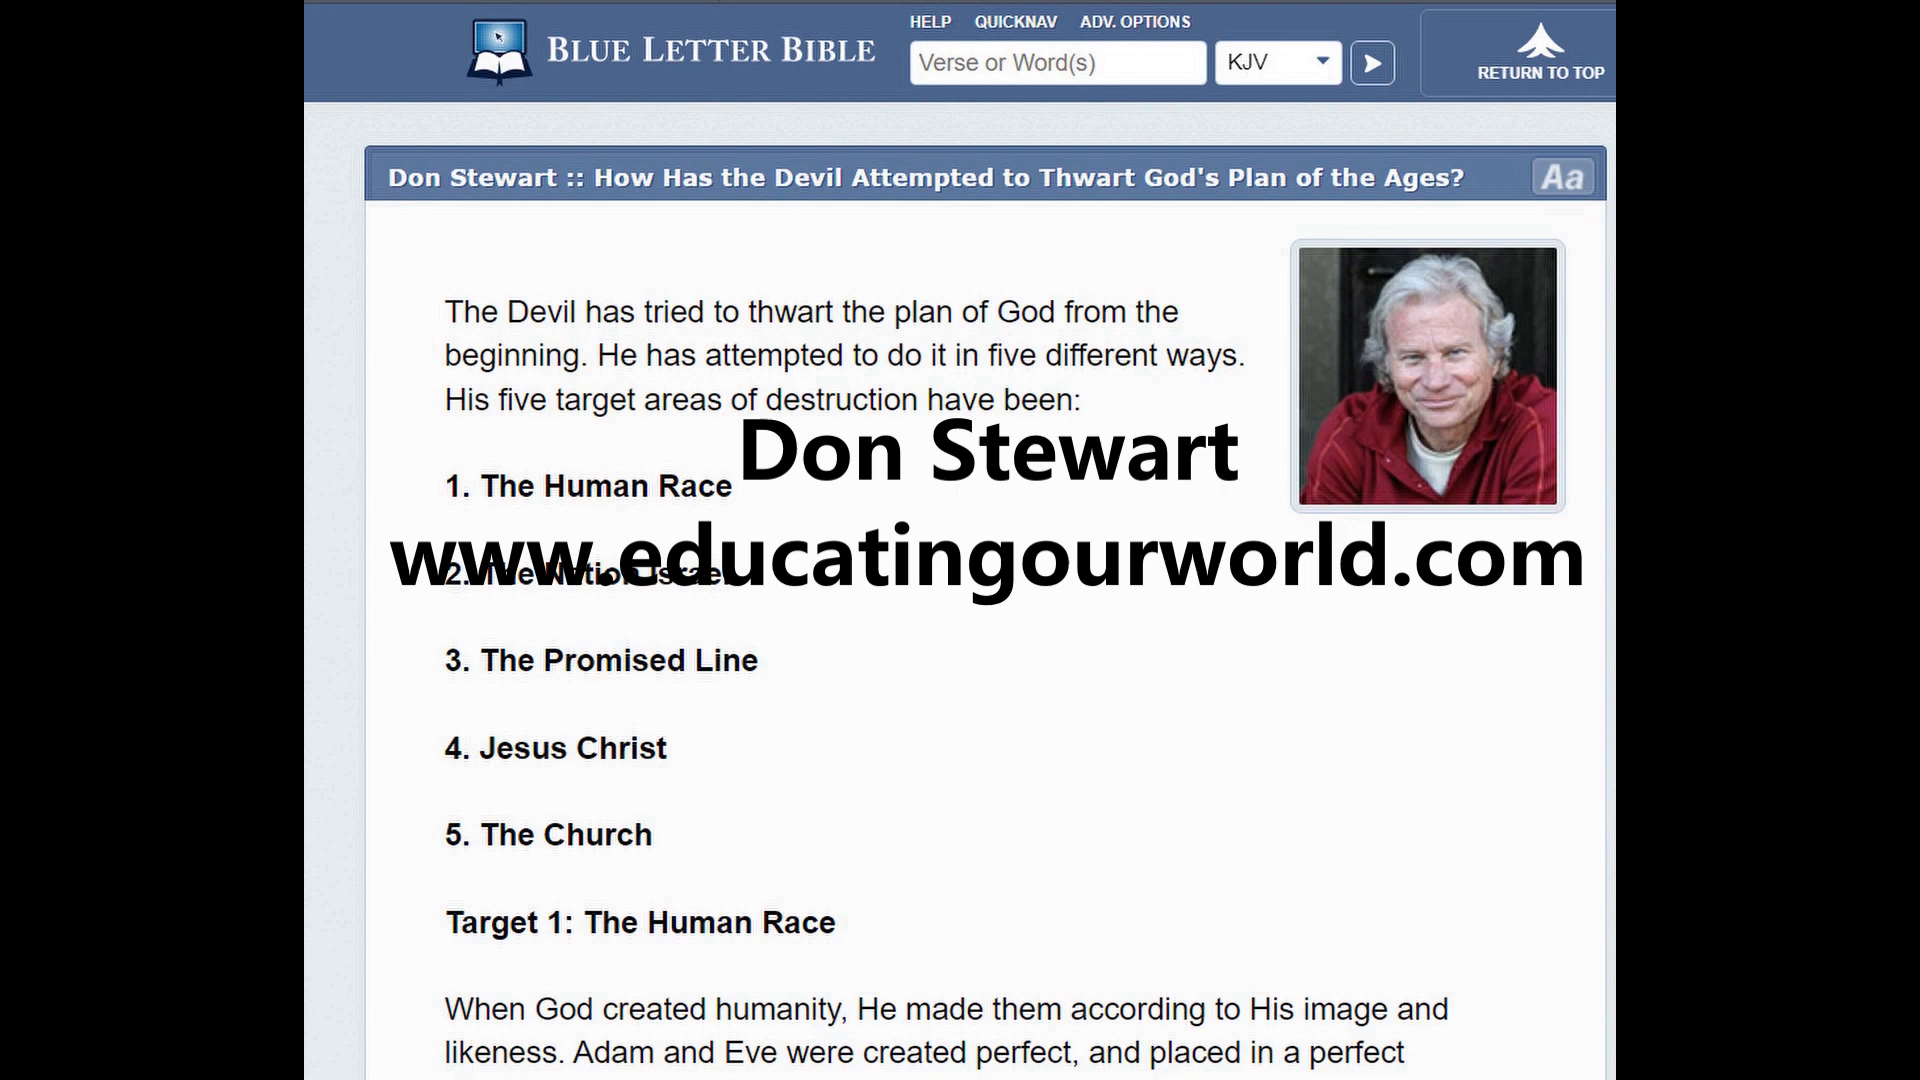 HELP QUICKNAV ADV. OPTIONS
BLUE LETTER BIBLE
Verse or Word(s) KJV
RETURN TO TOP
Don Stewart :: How Has the Devil Attempted to Thwart God's Plan of the Ages? Aa
The Devil has tried to thwart the plan of God from the
beginning. He has attempted to do it in five different ways.
His five target areas of destruction have been:
Don Stewart
1. The Human Race
www.educatingourworld.com
2. The Nation Israel
3. The Promised Line
4. Jesus Christ
5. The Church
Target 1: The Human Race
When God created humanity, He made them according to His image and
likeness. Adam and Eve were created perfect, and placed in a perfect